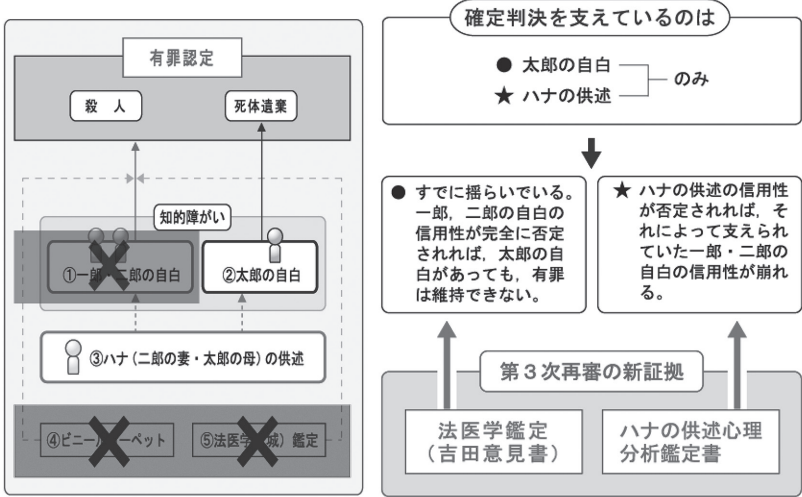 有罪認定
殺 人
死体遺棄
知的障がい
①一郎・二郎の自白
②太郎の自白
③ハナ(二郎の妻・太郎の母)の供述
④ビニー ーペット
⑤法医学 城)鑑定
確定判決を支えているのは
● 太郎の自白
★ ハナの供述
のみ
● すでに揺らいでいる。
一郎,二郎の自白の
信用性が完全に否定
されれば,太郎の自
白があっても,有罪
は維持できない。
★ ハナの供述の信用性
が否定されれば,そ
れによって支えられ
ていた一郎・二郎の
自白の信用性が崩れ
る。
第3次再審の新証拠
法医学鑑定
(吉田意見書)
ハナの供述心理
分析鑑定書